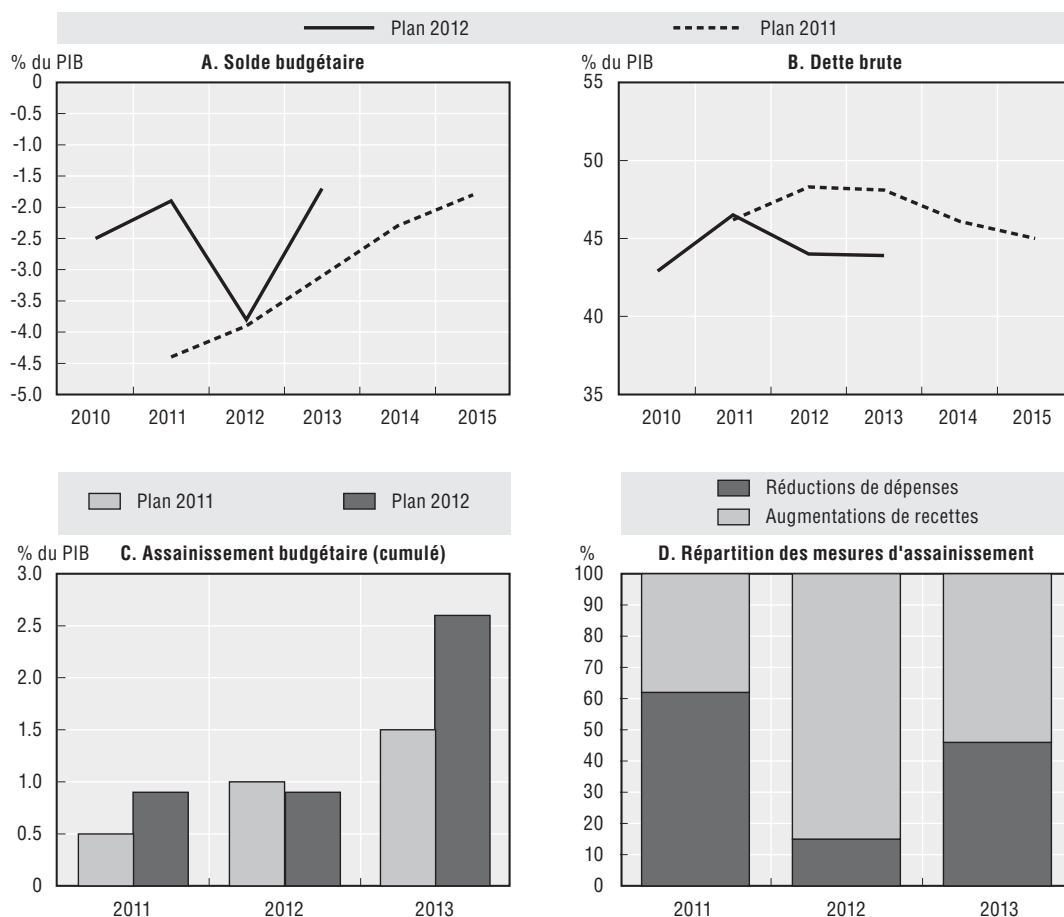 Plan 2012 Plan 2011
% du PIB A. Solde budgétaire
0
-0.5
-1.0
-1.5
-2.0
-2.5
-3.0
-3.5
-4.0
-4.5
-5.0
2010 2011 2012 2013 2014 2015
% du PIB B. Dette brute
55
50
45
40
35
2010 2011 2012 2013 2014 2015
Plan 2011 Plan 2012
% du PIB C. Assainissement budgétaire (cumulé)
3.0
2.5
2.0
1.5
1.0
0.5
0
2011 2012 2013
Réductions de dépenses
Augmentations de recettes
% D. Répartition des mesures d'assainissement
100
90
80
70
60
50
40
30
20
10
0
2011 2012 2013